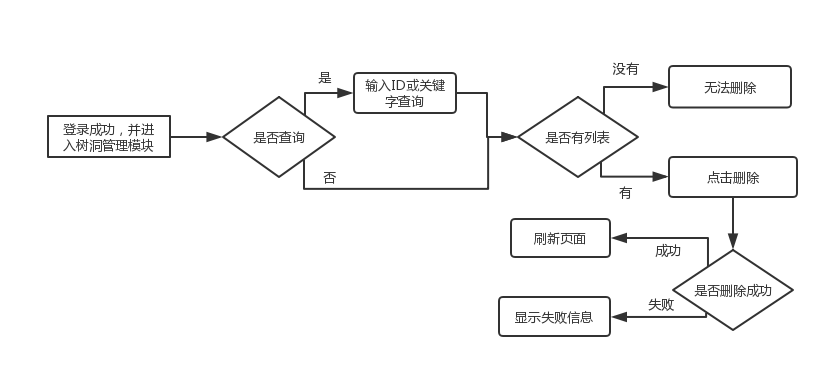 登录成功，并进
入树洞管理模块
是否查询
是
输入ID或关键
字查询
否
是否有列表
没有
无法删除
有
点击删除
是否删除成功
成功
刷新页面
失败
显示失败信息